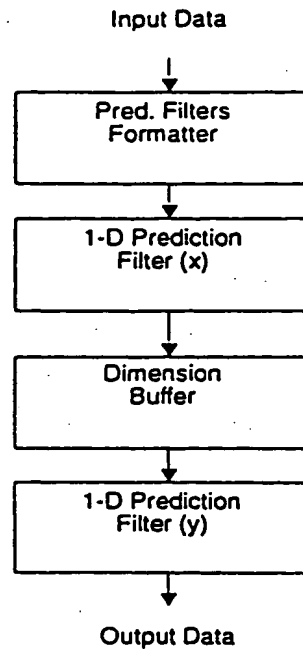 Input Data
Pred. Filters
Formatter
1-D Prediction
Filter (x)
Dimension
Buffer
1-D Prediction
Filter (y)
Output Data